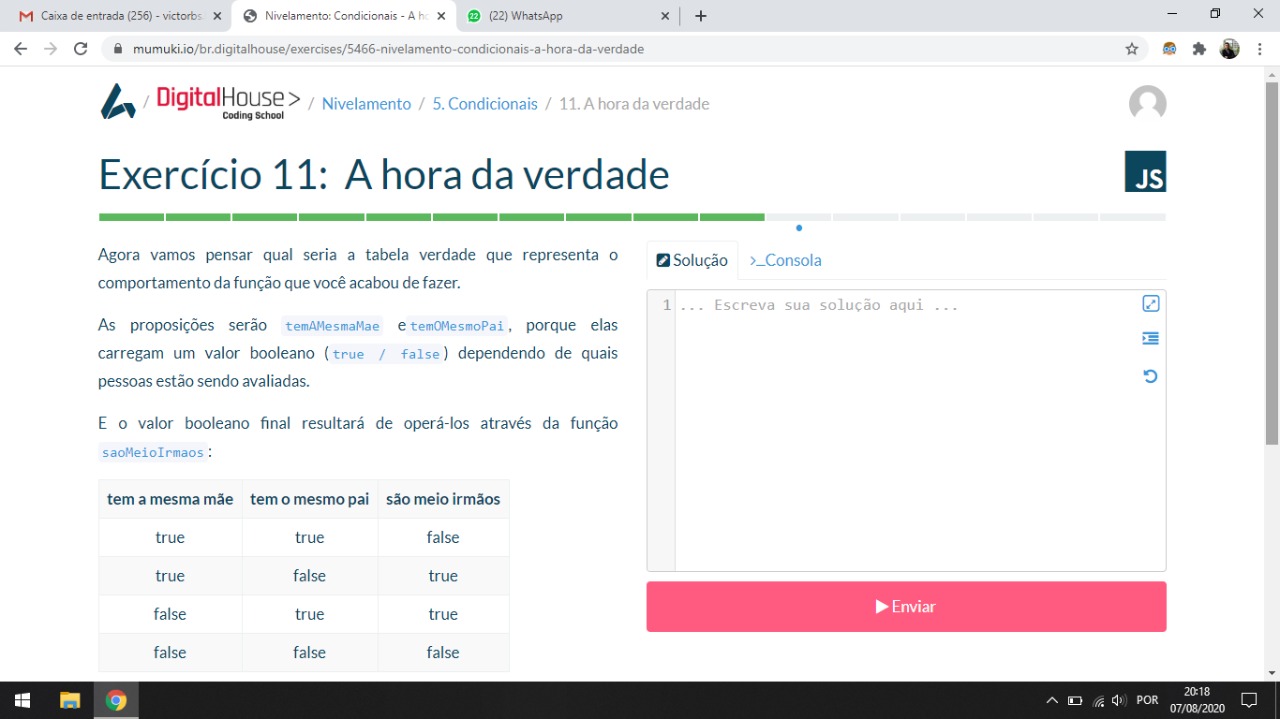 Caixa de entrada (256) - victorbs. × Nivelamento: Condicionais - A ho × (22) WhatsApp × +
mumuki.io/br.digitalhouse/exercises/5466-nivelamento-condicionais-a-hora-da-verdade
/ DigitalHouse > / Nivelamento / 5. Condicionais / 11. A hora da verdade
Coding School
Exercício 11: A hora da verdade
JS
Agora vamos pensar qual seria a tabela verdade que representa o
comportamento da função que você acabou de fazer.
As proposições serão temAMesmaMae e temOMesmoPai, porque elas
carregam um valor booleano (true / false) dependendo de quais
pessoas estão sendo avaliadas.
E o valor booleano final resultará de operá-los através da função
saoMeioIrmaos:
tem a mesma mãe tem o mesmo pai são meio irmãos
true true false
true false true
false true true
false false false
Solução >_Consola
1 ... Escreva sua solução aqui ...
Enviar
POR
20:18
07/08/2020